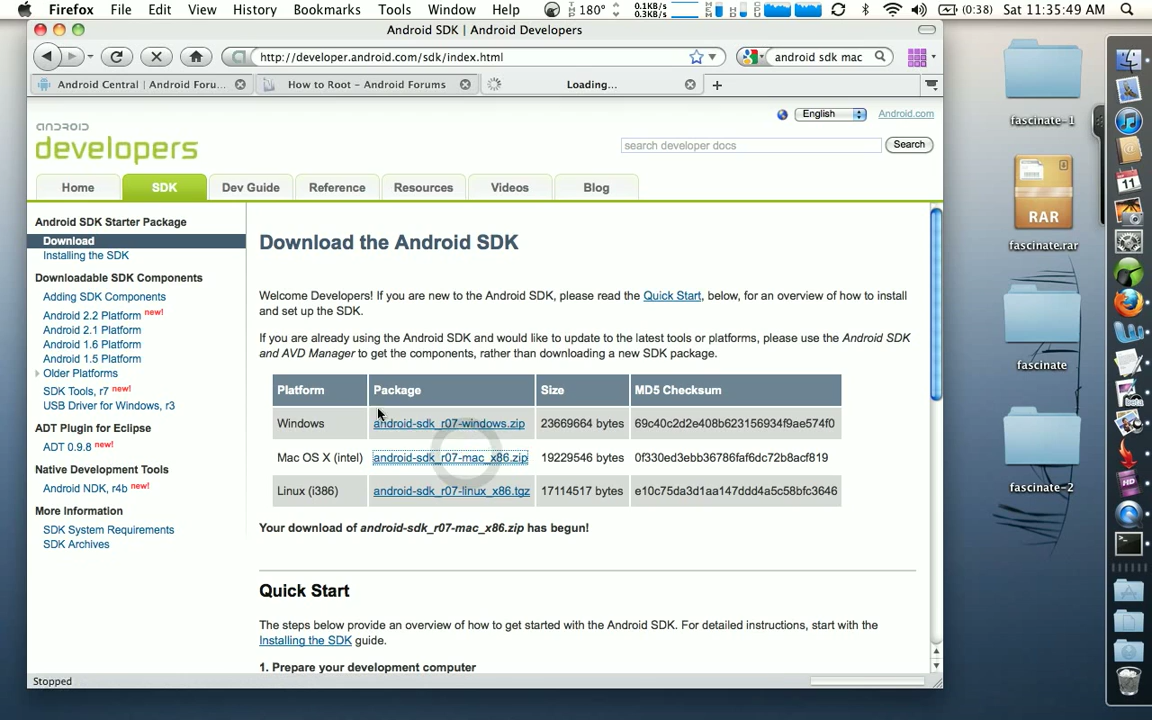 Firefox File Edit View History Bookmarks Tools Window Help 180° 0.1KB/s 0.3KB/s (0:38) Sat 11:35:49 AM
Android SDK | Android Developers
http://developer.android.com/sdk/index.html android sdk mac
Android Central | Android Foru... How to Root – Android Forums Loading...
English Android.com
ANDROID
developers
search developer docs Search
Home SDK Dev Guide Reference Resources Videos Blog
Android SDK Starter Package
Download
Installing the SDK
Downloadable SDK Components
Adding SDK Components
Android 2.2 Platform new!
Android 2.1 Platform
Android 1.6 Platform
Android 1.5 Platform
Older Platforms
SDK Tools, r7 new!
USB Driver for Windows, r3
ADT Plugin for Eclipse
ADT 0.9.8 new!
Native Development Tools
Android NDK, r4b new!
More Information
SDK System Requirements
SDK Archives
Download the Android SDK
Welcome Developers! If you are new to the Android SDK, please read the Quick Start, below, for an overview of how to install
and set up the SDK.
If you are already using the Android SDK and would like to update to the latest tools or platforms, please use the Android SDK
and AVD Manager to get the components, rather than downloading a new SDK package.
Platform Package Size MD5 Checksum
Windows android-sdk_r07-windows.zip 23669664 bytes 69c40c2d2e408b623156934f9ae574f0
Mac OS X (intel) android-sdk_r07-mac_x86.zip 19229546 bytes 0f330ed3ebb36786faf6dc72b8acf819
Linux (i386) android-sdk_r07-linux_x86.tgz 17114517 bytes e10c75da3d1aa147ddd4a5c58bfc3646
Your download of android-sdk_r07-mac_x86.zip has begun!
Quick Start
The steps below provide an overview of how to get started with the Android SDK. For detailed instructions, start with the
Installing the SDK guide.
1. Prepare your development computer
Stopped
fascinate-1
RAR
fascinate.rar
fascinate
fascinate-2
11
beta
HD